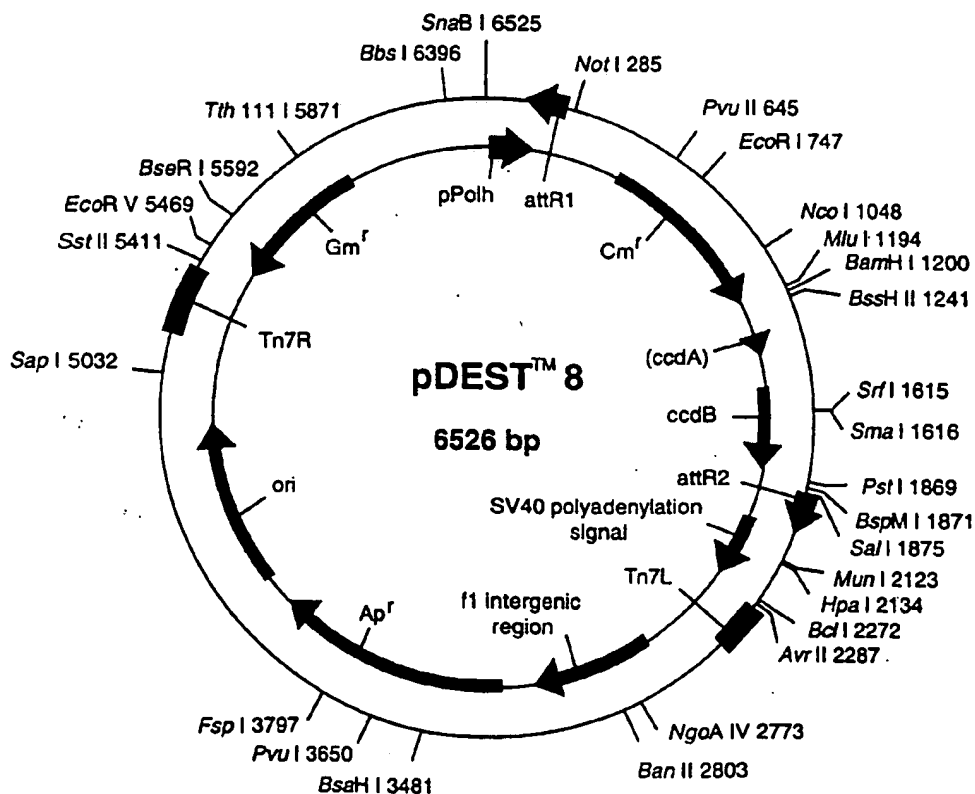 SnaB I 6525
Bbs I 6396
Not I 285
Tth 111 I 5871
Pvu II 645
EcoR I 747
BseR I 5592
EcoR V 5469
Sst II 5411
pPolh
attR1
Gmʳ
Cmʳ
Nco I 1048
Mlu I 1194
BamH I 1200
BssH II 1241
Tn7R
Sap I 5032
(ccdA)
pDEST™ 8
6526 bp
ccdB
Srf I 1615
Sma I 1616
attR2
ori
SV40 polyadenylation
signal
Pst I 1869
BspM I 1871
Sal I 1875
Tn7L
Mun I 2123
Hpa I 2134
Bcl I 2272
Avr II 2287
Apʳ
f1 intergenic
region
Fsp I 3797
Pvu I 3650
BsaH I 3481
NgoA IV 2773
Ban II 2803